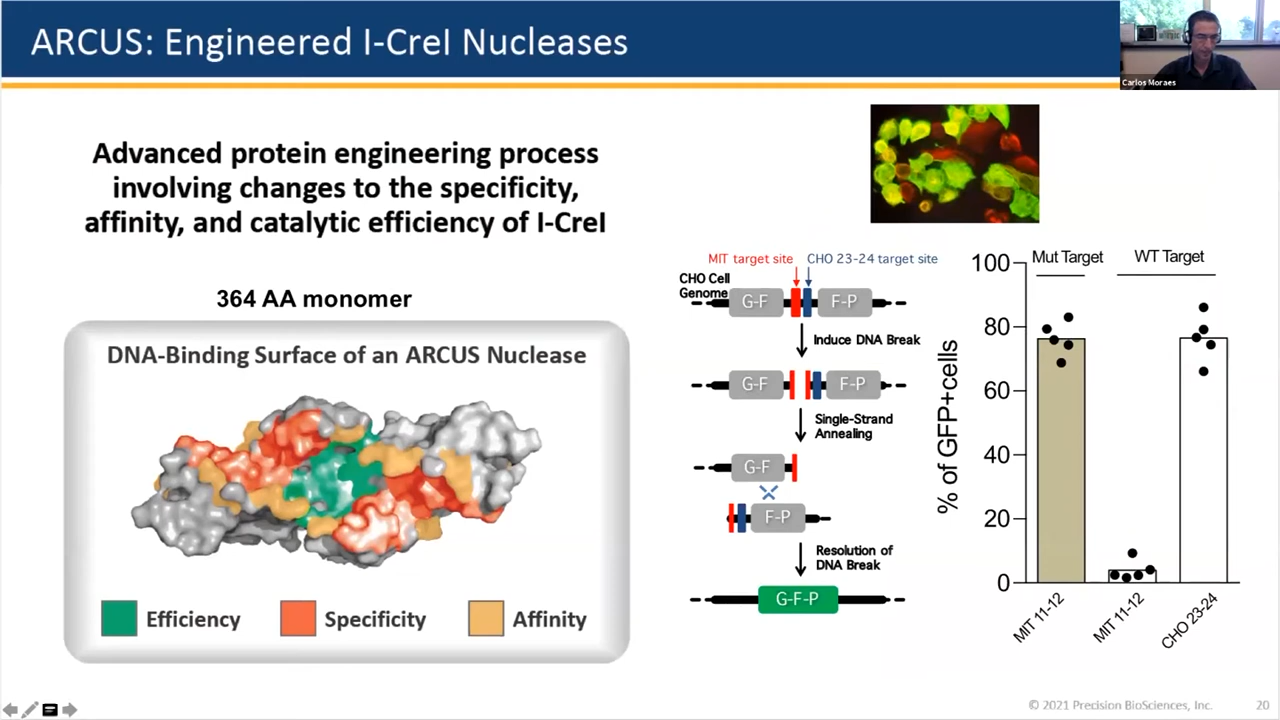 ARCUS: Engineered I-CreI Nucleases
Carlos Moraes
Advanced protein engineering process
involving changes to the specificity,
affinity, and catalytic efficiency of I-CreI
364 AA monomer
DNA-Binding Surface of an ARCUS Nuclease
Efficiency
Specificity
Affinity
MIT target site
CHO 23-24 target site
CHO Cell
Genome
G-F
F-P
Induce DNA Break
G-F
F-P
Single-Strand
Annealing
G-F
F-P
Resolution of
DNA Break
G-F-P
% of GFP+cells
100
80
60
40
20
0
Mut Target
WT Target
MIT 11-12
MIT 11-12
CHO 23-24
© 2021 Precision BioSciences, Inc.
20